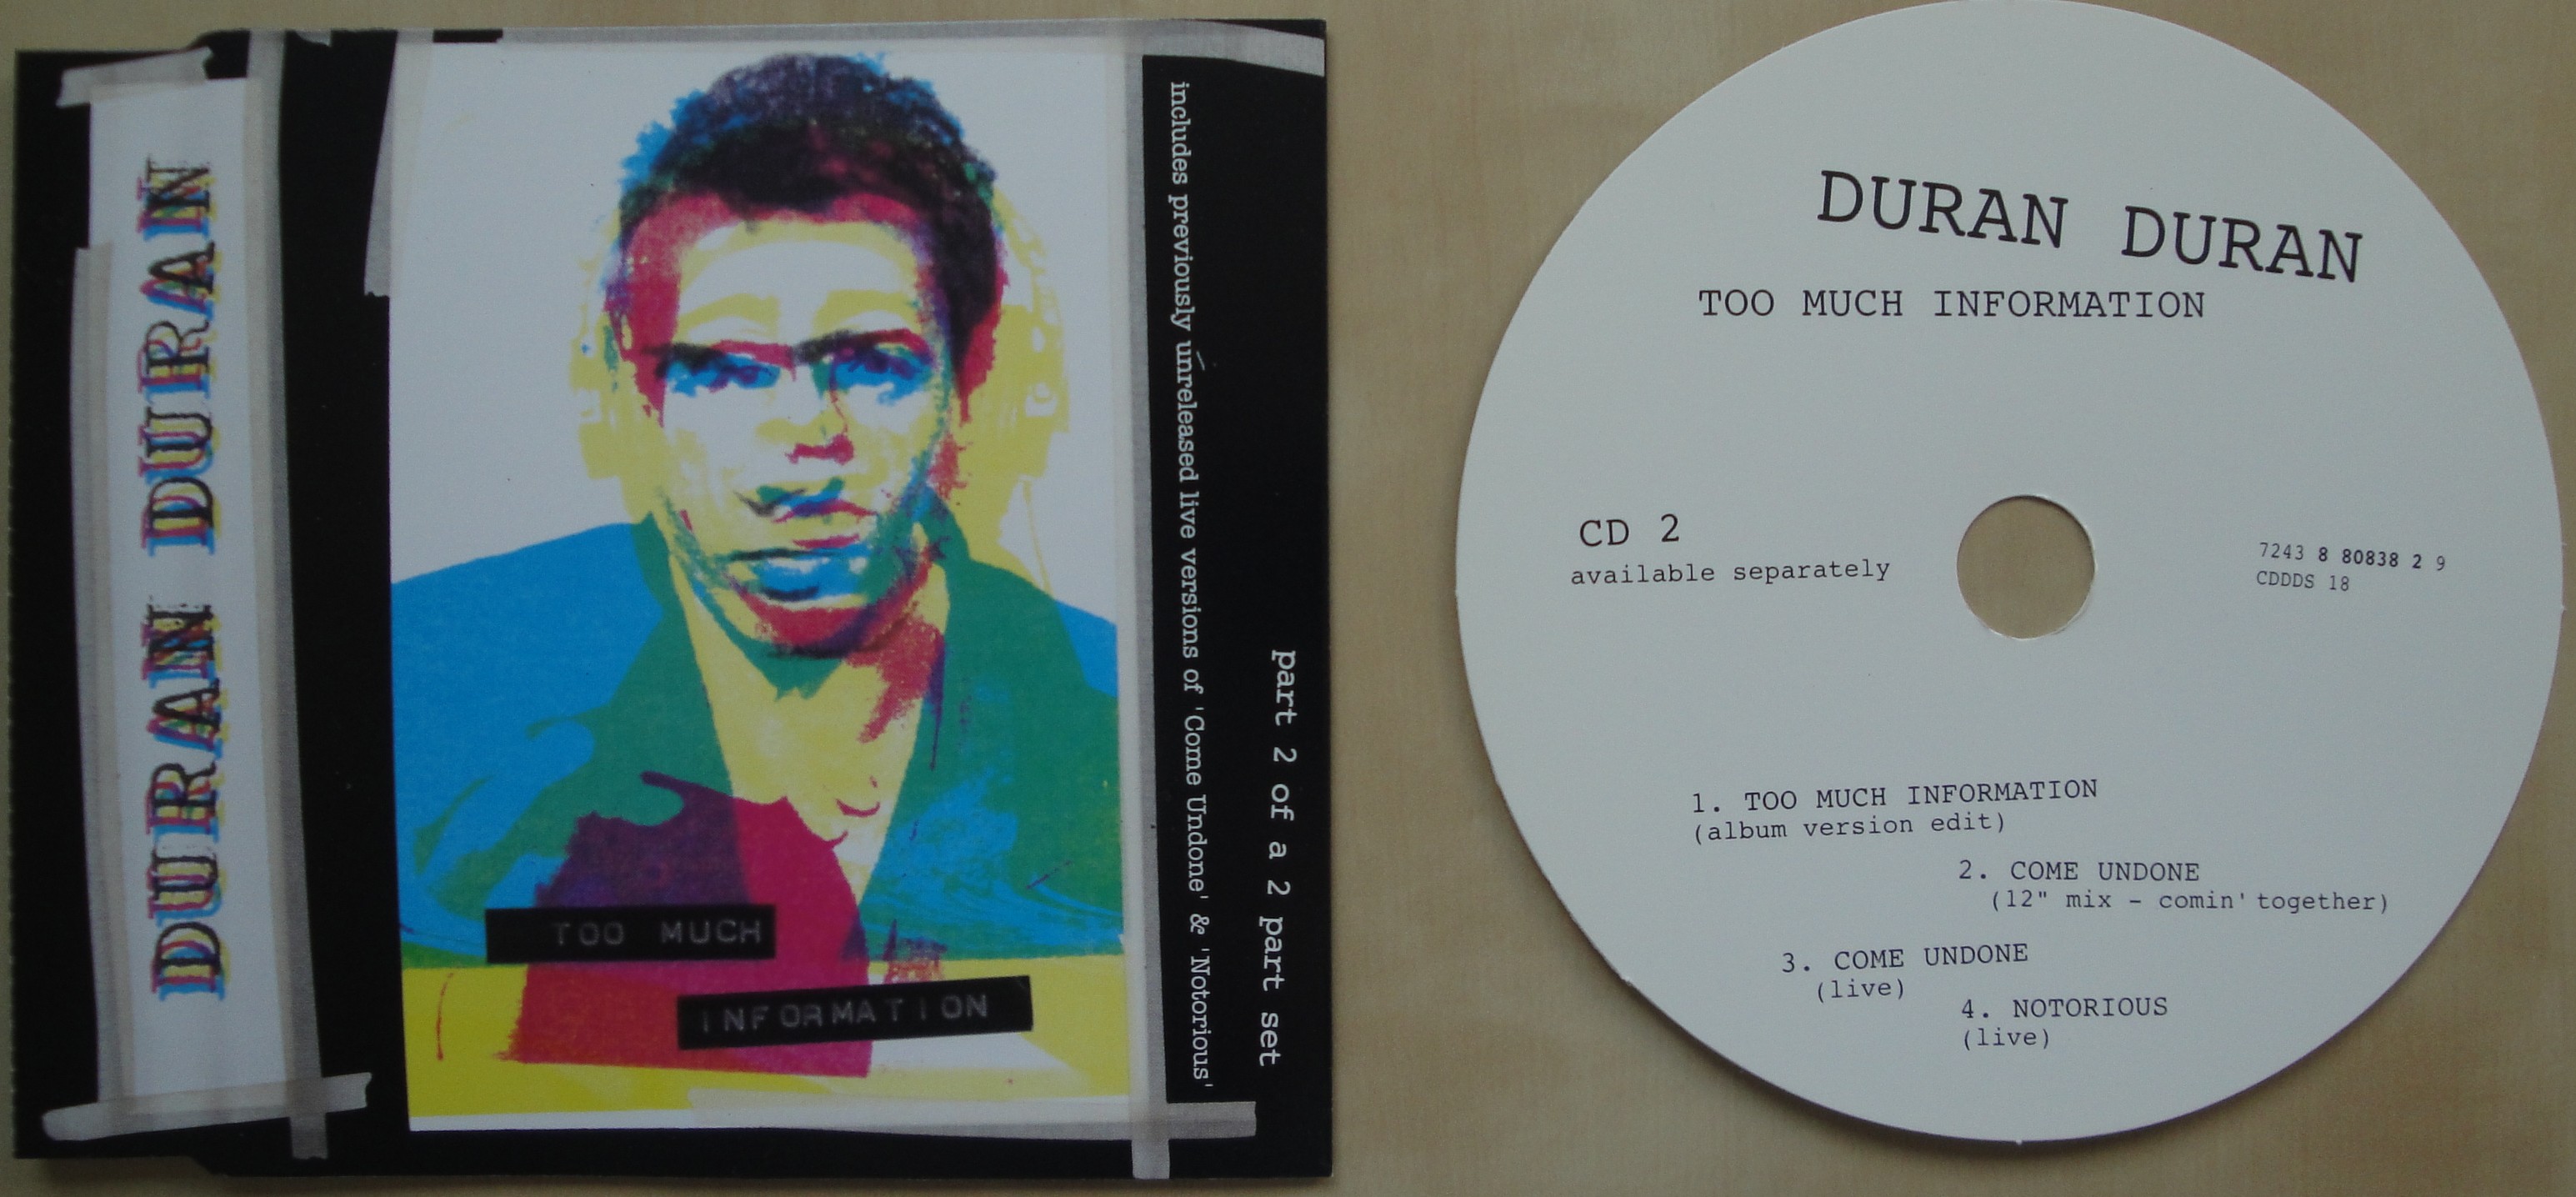 DURAN DURAN
TOO MUCH
INFORMATION
includes previously unreleased live versions of 'Come Undone' & 'Notorious'
part 2 of a 2 part set
DURAN DURAN
TOO MUCH INFORMATION
CD 2
available separately
7243 8 80838 2 9
CDDDS 18
1. TOO MUCH INFORMATION
(album version edit)
2. COME UNDONE
(12" mix - comin' together)
3. COME UNDONE
(live)
4. NOTORIOUS
(live)